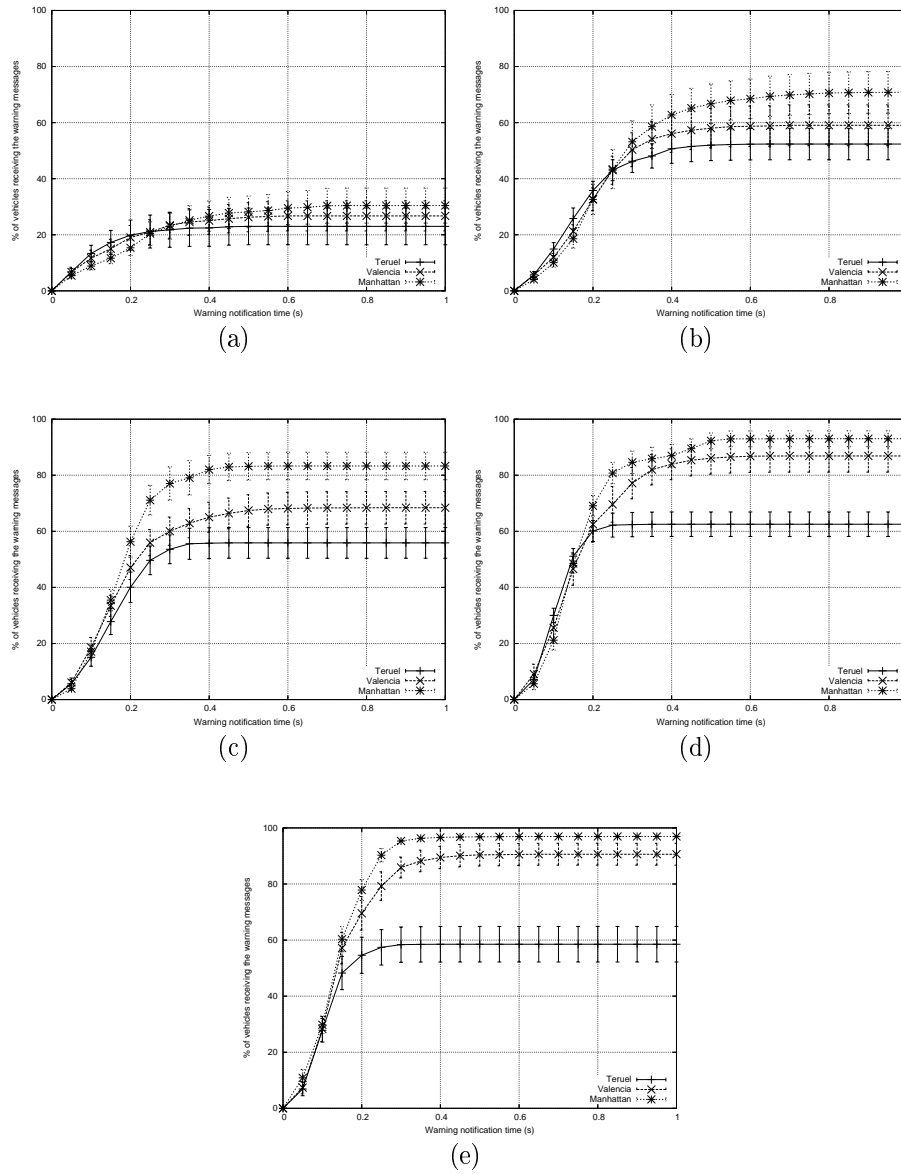 % of vehicles receiving the warning messages
100
80
60
40
20
0
0 0.2 0.4 0.6 0.8 1
Warning notification time (s)
Teruel
Valencia
Manhattan
(a)
% of vehicles receiving the warning messages
100
80
60
40
20
0
0 0.2 0.4 0.6 0.8
Warning notification time (s)
Teruel
Valencia
Manhattan
(b)
% of vehicles receiving the warning messages
100
80
60
40
20
0
0 0.2 0.4 0.6 0.8 1
Warning notification time (s)
Teruel
Valencia
Manhattan
(c)
% of vehicles receiving the warning messages
100
80
60
40
20
0
0 0.2 0.4 0.6 0.8
Warning notification time (s)
Teruel
Valencia
Manhattan
(d)
% of vehicles receiving the warning messages
100
80
60
40
20
0
0 0.2 0.4 0.6 0.8 1
Warning notification time (s)
Teruel
Valencia
Manhattan
(e)